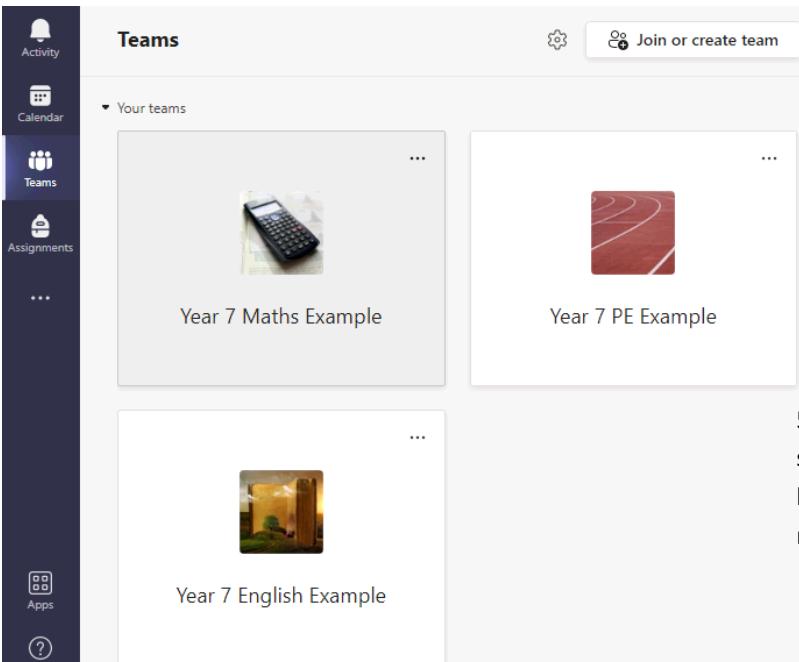 Activity
Calendar
Teams
Assignments
Apps
Teams
Join or create team
Your teams
Year 7 Maths Example
Year 7 PE Example
Year 7 English Example